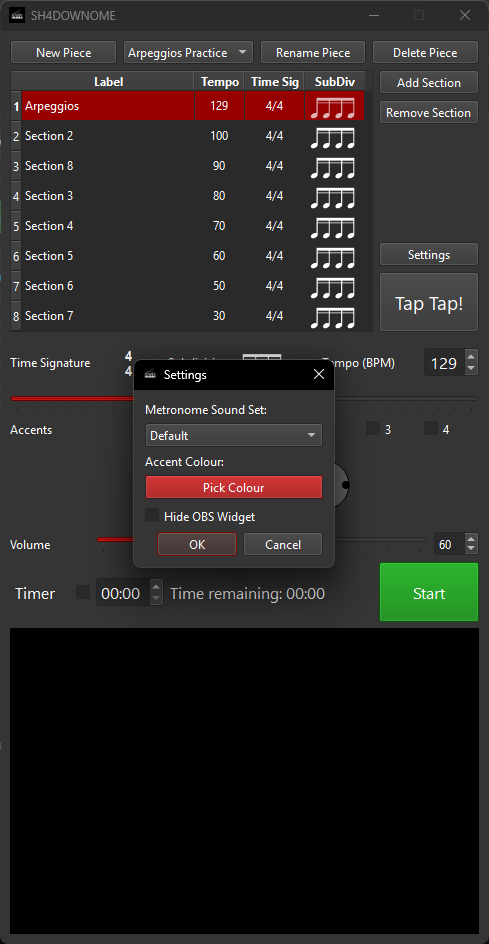 SH4DOWNOME
New Piece Arpeggios Practice Rename Piece Delete Piece
Label Tempo Time Sig SubDiv Add Section
1 Arpeggios 129 4/4 Remove Section
2 Section 2 100 4/4
3 Section 8 90 4/4
4 Section 3 80 4/4
5 Section 4 70 4/4
6 Section 5 60 4/4 Settings
7 Section 6 50 4/4 Tap Tap!
8 Section 7 30 4/4
Time Signature 4 4 (BPM) 129
Settings
Metronome Sound Set:
Default
Accents 3 4
Accent Colour:
Pick Colour
Hide OBS Widget
OK Cancel
Volume 60
Timer 00:00 Time remaining: 00:00 Start